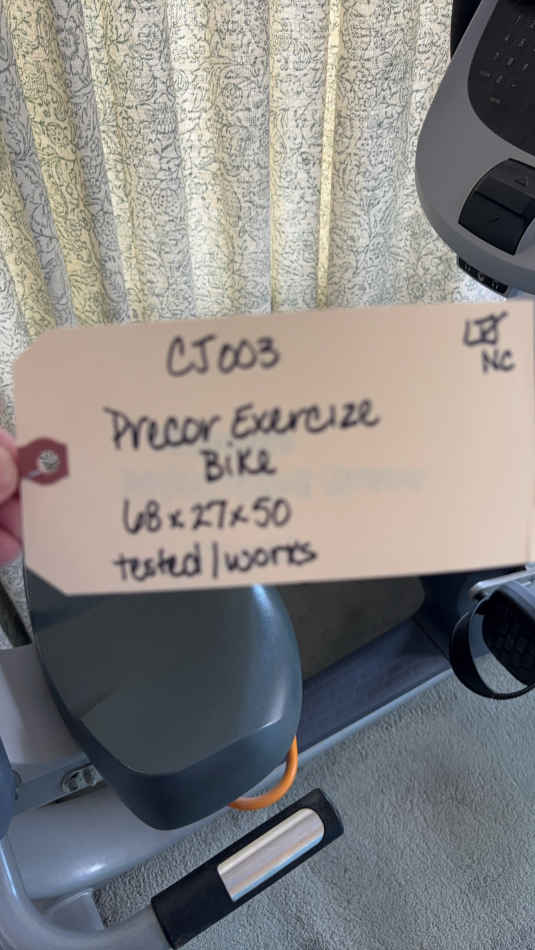 CJ003
NC
Precor Exercize
Bike
68x27x50
tested/works